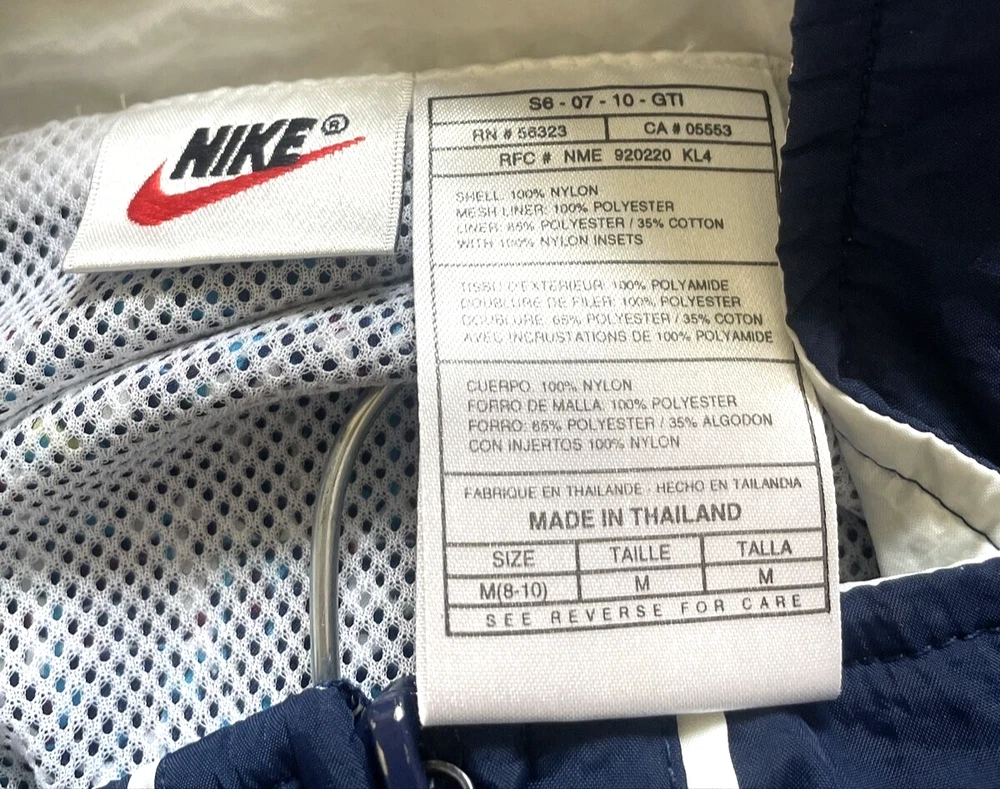 NIKE®
S6 - 07 - 10 - GTI
RN # 56323
CA # 05553
RFC # NME 920220 KL4
SHELL: 100% NYLON
MESH LINER: 100% POLYESTER
LINER: 65% POLYESTER / 35% COTTON
WITH 100% NYLON INSETS
TISSU D'EXTERIEUR: 100% POLYAMIDE
DOUBLURE DE FILER: 100% POLYESTER
DOUBLURE: 65% POLYESTER / 35% COTON
AVEC INCRUSTATIONS DE 100% POLYAMIDE
CUERPO: 100% NYLON
FORRO DE MALLA: 100% POLYESTER
FORRO: 65% POLYESTER / 35% ALGODON
CON INJERTOS 100% NYLON
FABRIQUE EN THAILANDE - HECHO EN TAILANDIA
MADE IN THAILAND
SIZE TAILLE TALLA
M(8-10) M M
SEE REVERSE FOR CARE